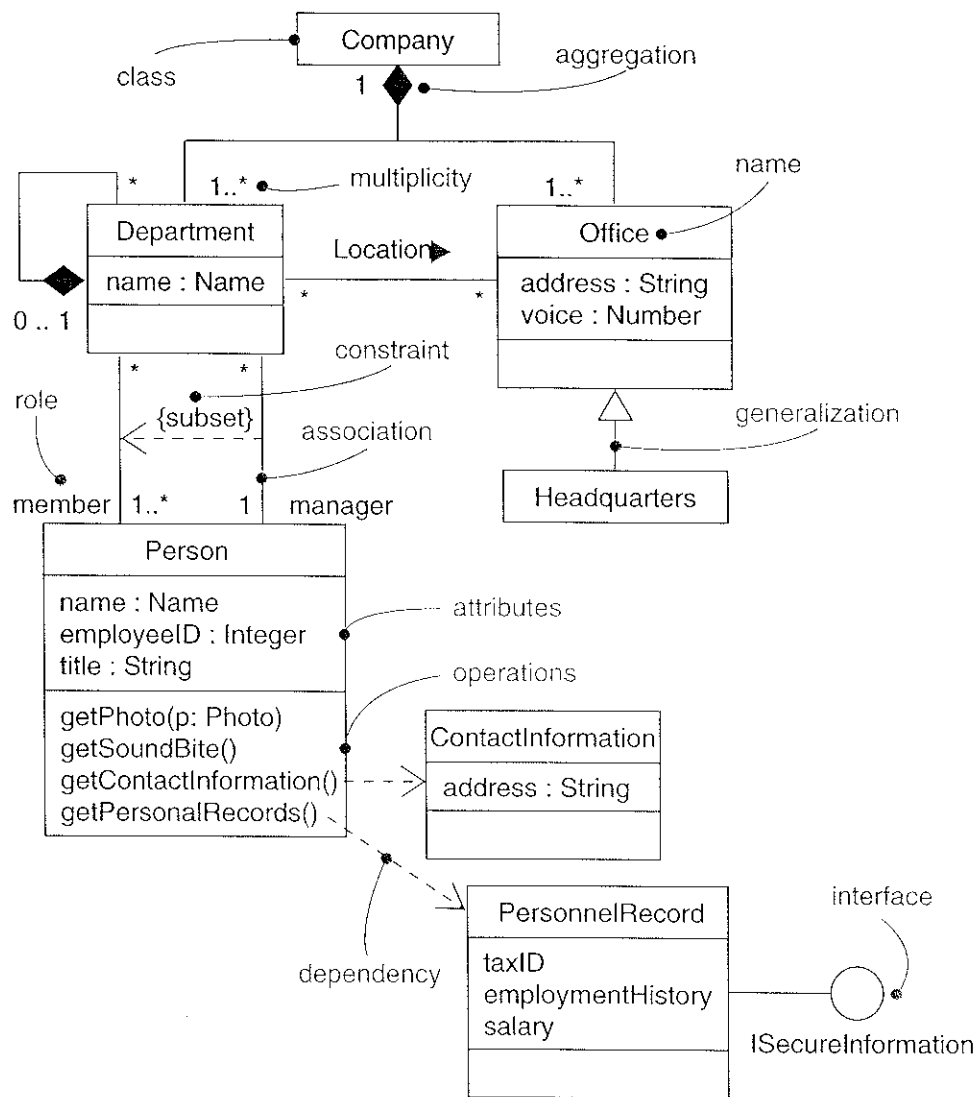 Company
class
aggregation
1
* 1..* multiplicity 1..* name
Department Office
Location
name : Name address : String
* * voice : Number
0 .. 1
* * constraint
role {subset} generalization
association
member 1..* 1 manager Headquarters
Person
name : Name
employeeID : Integer attributes
title : String
operations
getPhoto(p: Photo)
getSoundBite() ContactInformation
getContactInformation() address : String
getPersonalRecords()
PersonnelRecord interface
dependency taxID
employmentHistory
salary
ISecureInformation